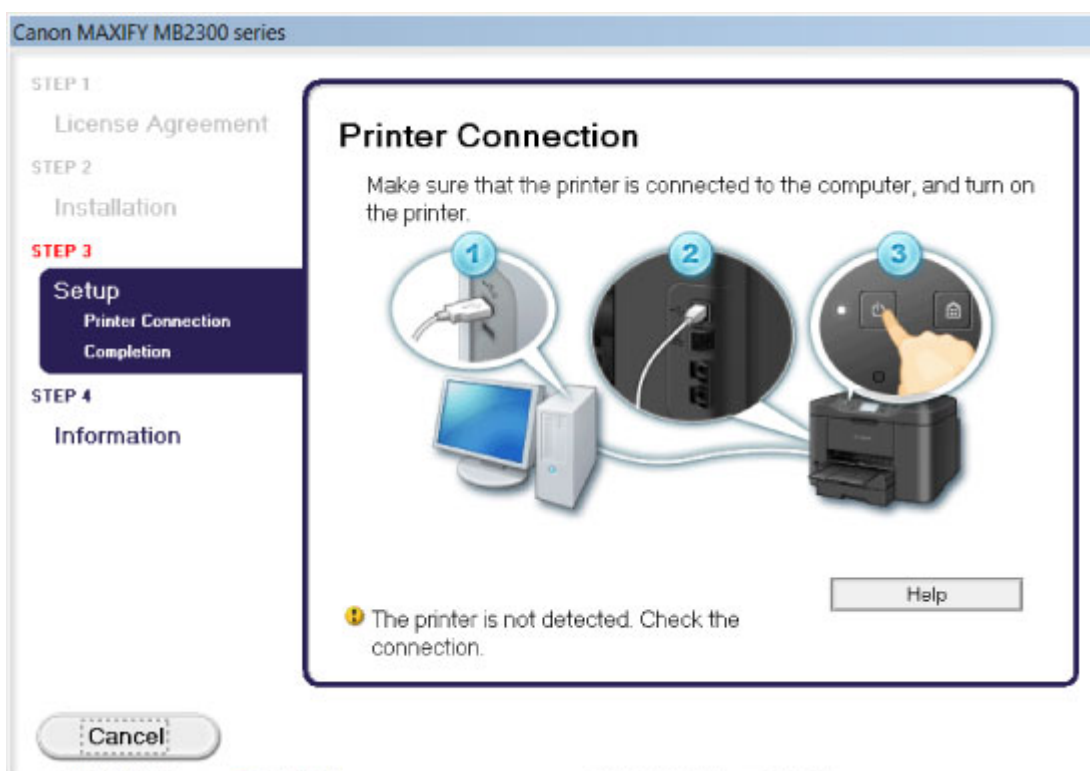 Canon MAXIFY MB2300 series
STEP 1
License Agreement
STEP 2
Installation
STEP 3
Setup
Printer Connection
Completion
STEP 4
Information
Printer Connection
Make sure that the printer is connected to the computer, and turn on
the printer.
1
2
3
Help
The printer is not detected. Check the
connection.
Cancel